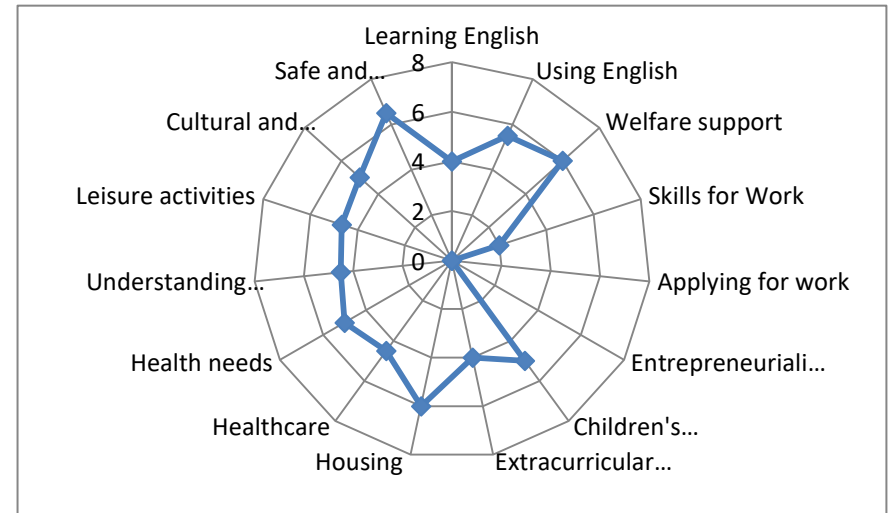 Learning English
Using English
Welfare support
Skills for Work
Applying for work
Entrepreneuriali...
Children's...
Extracurricular...
Housing
Healthcare
Health needs
Understanding...
Leisure activities
Cultural and...
Safe and...
8
6
4
2
0